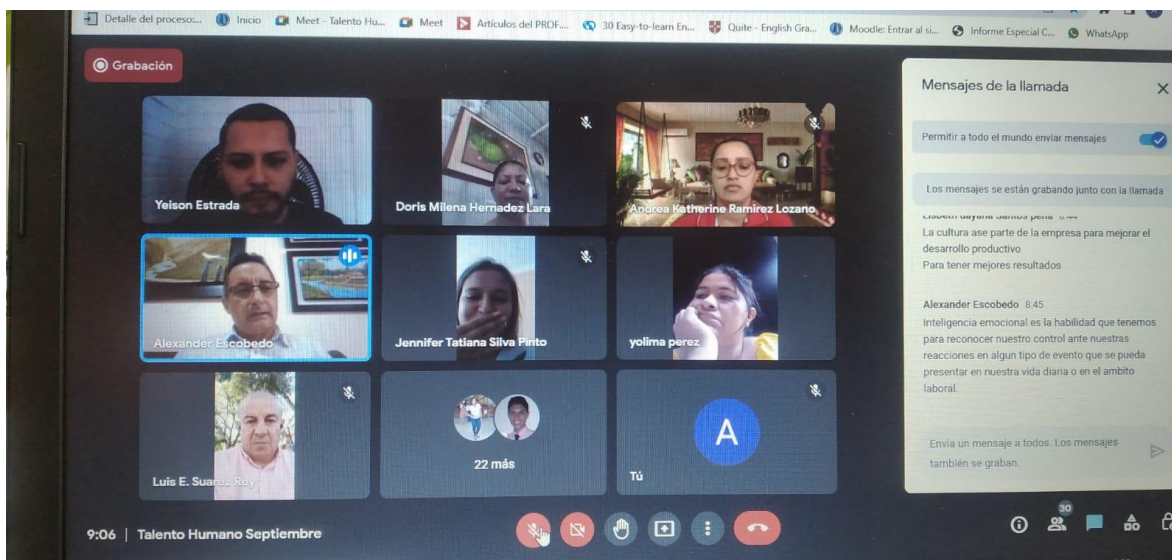 Detalle del proceso:...
Inicio
Meet - Talento Hu...
Meet
Artículos del PROF....
30 Easy-to-learn En...
Quite - English Gra...
Moodle: Entrar al si...
Informe Especial C...
WhatsApp
Grabación
Yeison Estrada
Doris Milena Hernadez Lara
Andrea Katherine Ramirez Lozano
Alexander Escobedo
Jennifer Tatiana Silva Pinto
yolima perez
Luis E. Suarez Rey
22 más
A
Tú
9:06 | Talento Humano Septiembre
Mensajes de la llamada
Permitir a todo el mundo enviar mensajes
Los mensajes se están grabando junto con la llamada
La cultura ase parte de la empresa para mejorar el
desarrollo productivo
Para tener mejores resultados
Alexander Escobedo 8:45
Inteligencia emocional es la habilidad que tenemos
para reconocer nuestro control ante nuestras
reacciones en algun tipo de evento que se pueda
presentar en nuestra vida diaria o en el ambito
laboral.
Envía un mensaje a todos. Los mensajes
también se graban.
30